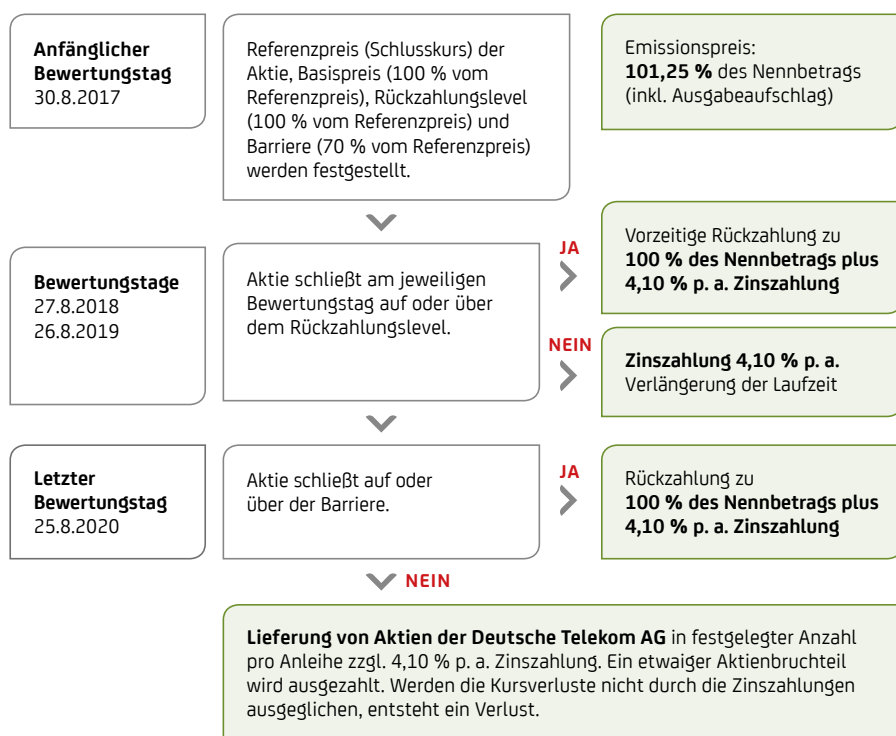 Anfänglicher
Bewertungstag
30.8.2017
Referenzpreis (Schlusskurs) der
Aktie, Basispreis (100 % vom
Referenzpreis), Rückzahlungslevel
(100 % vom Referenzpreis) und
Barriere (70 % vom Referenzpreis)
werden festgestellt.
Emissionspreis:
101,25 % des Nennbetrags
(inkl. Ausgabeaufschlag)
Bewertungstage
27.8.2018
26.8.2019
Aktie schließt am jeweiligen
Bewertungstag auf oder über
dem Rückzahlungslevel.
JA
Vorzeitige Rückzahlung zu
100 % des Nennbetrags plus
4,10 % p. a. Zinszahlung
NEIN
Zinszahlung 4,10 % p. a.
Verlängerung der Laufzeit
Letzter
Bewertungstag
25.8.2020
Aktie schließt auf oder
über der Barriere.
JA
Rückzahlung zu
100 % des Nennbetrags plus
4,10 % p. a. Zinszahlung
NEIN
Lieferung von Aktien der Deutsche Telekom AG in festgelegter Anzahl
pro Anleihe zzgl. 4,10 % p. a. Zinszahlung. Ein etwaiger Aktienbruchteil
wird ausgezahlt. Werden die Kursverluste nicht durch die Zinszahlungen
ausgeglichen, entsteht ein Verlust.